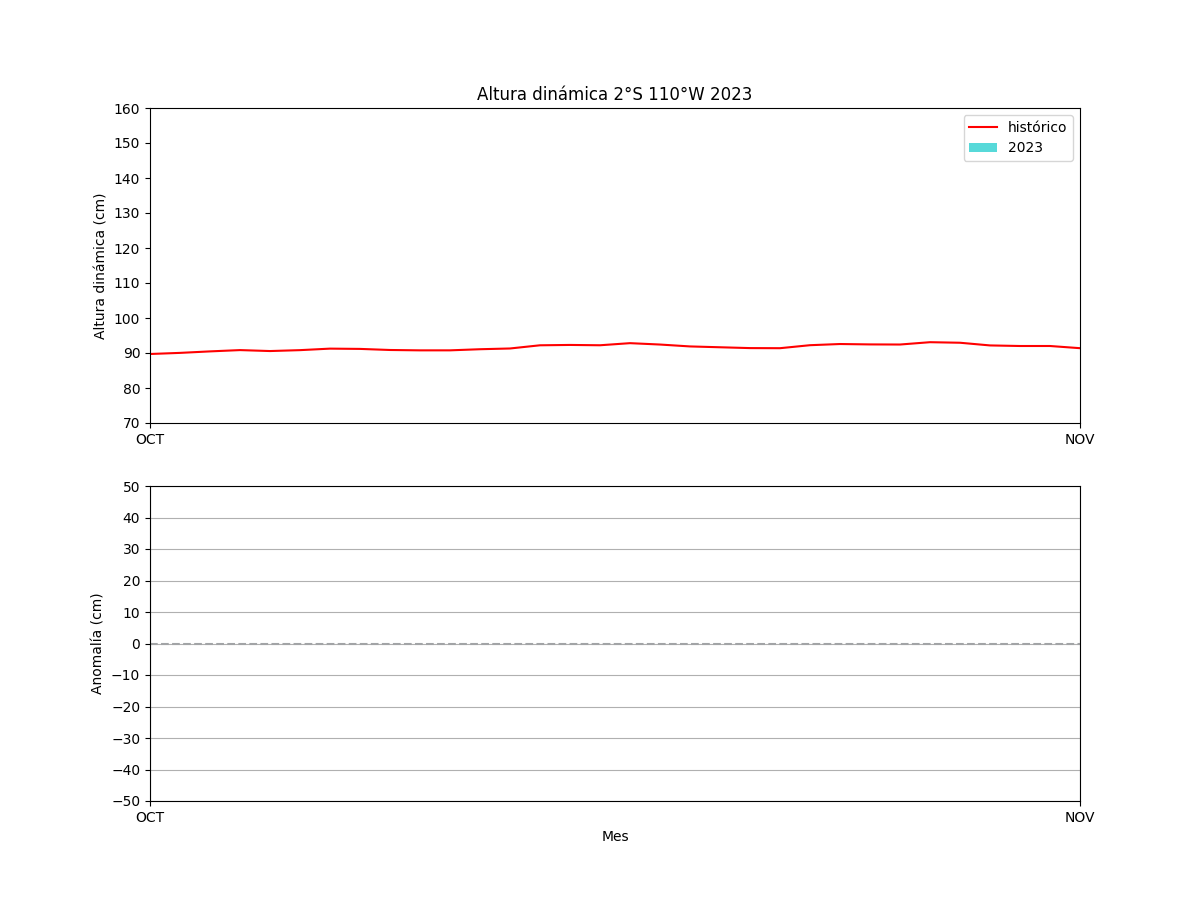 Altura dinámica 2°S 110°W 2023
160
150
140
130
120
110
100
90
80
70
Altura dinámica (cm)
histórico
2023
OCT
NOV
50
40
30
20
10
0
−10
−20
−30
−40
−50
Anomalía (cm)
OCT
NOV
Mes